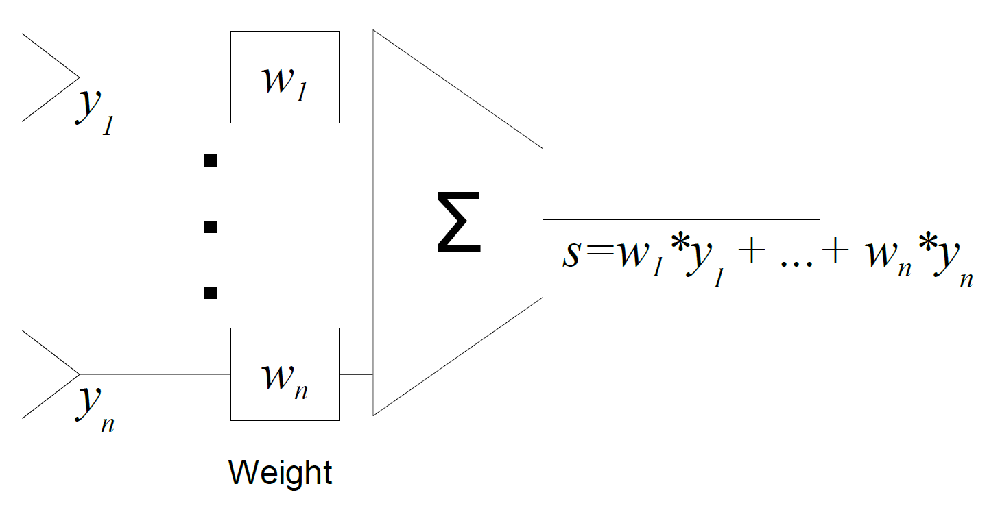 w1
y1
Σ
s=w1*y1 + ... + wn*yn
wn
yn
Weight